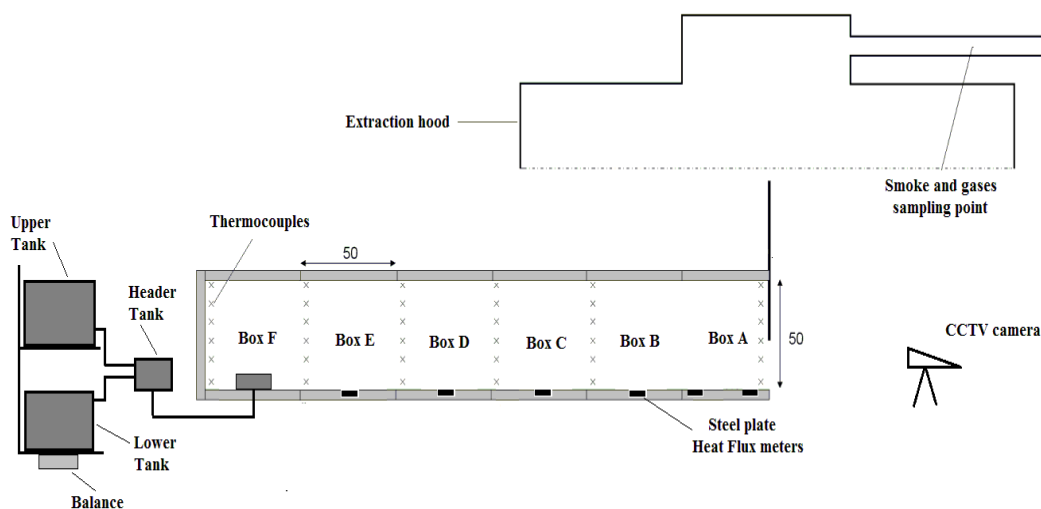 Extraction hood
Smoke and gases
sampling point
Upper
Tank
Thermocouples
50
Header
Tank
Box F
Box E
Box D
Box C
Box B
Box A
50
CCTV camera
Steel plate
Heat Flux meters
Lower
Tank
Balance